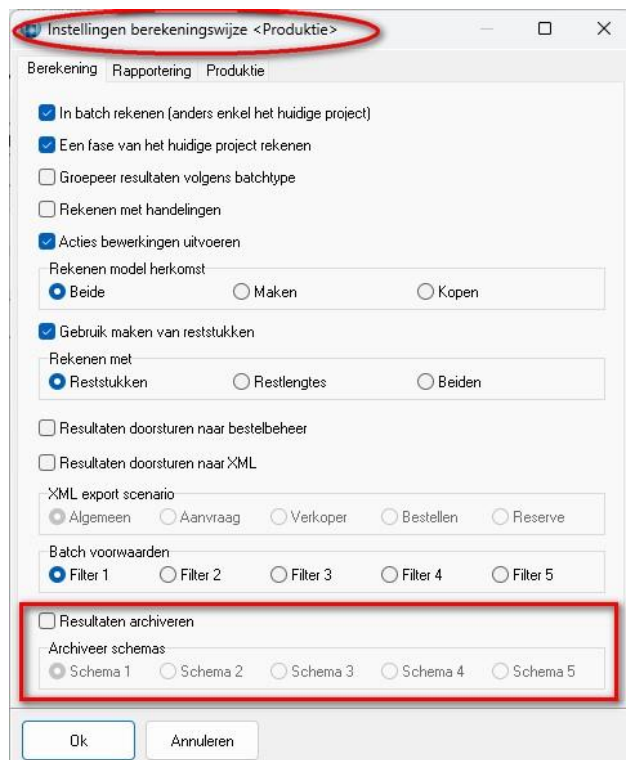 Instellingen berekeningswijze <Produktie>
Berekening Rapportering Produktie
In batch rekenen (anders enkel het huidige project)
Een fase van het huidige project rekenen
Groepeer resultaten volgens batchtype
Rekenen met handelingen
Acties bewerkingen uitvoeren
Rekenen model herkomst
Beide Maken Kopen
Gebruik maken van reststukken
Rekenen met
Reststukken Restlengtes Beiden
Resultaten doorsturen naar bestelbeheer
Resultaten doorsturen naar XML
XML export scenario
Algemeen Aanvraag Verkoper Bestellen Reserve
Batch voorwaarden
Filter 1 Filter 2 Filter 3 Filter 4 Filter 5
Resultaten archiveren
Archiveer schemas
Schema 1 Schema 2 Schema 3 Schema 4 Schema 5
Ok Annuleren